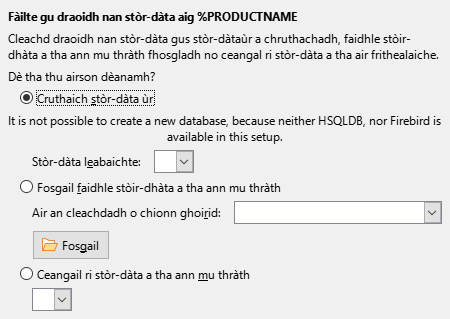 Fàilte gu draoidh nan stòr-dàta aig %PRODUCTNAME
Cleachd draoidh nan stòr-dàta gus stòr-dàtaùr a chruthachadh, faidhle stòir-
dhàta a tha ann mu thràth fhosgladh no ceangal ri stòr-dàta a tha air frithealaiche.
Dè tha thu airson dèanamh?
Cruthaich stòr-dàta ùr
It is not possible to create a new database, because neither HSQLDB, nor Firebird is
available in this setup.
Stòr-dàta leabaichte:
Fosgail faidhle stòir-dhàta a tha ann mu thràth
Air an cleachdadh o chionn ghoirid:
Fosgail
Ceangail ri stòr-dàta a tha ann mu thràth